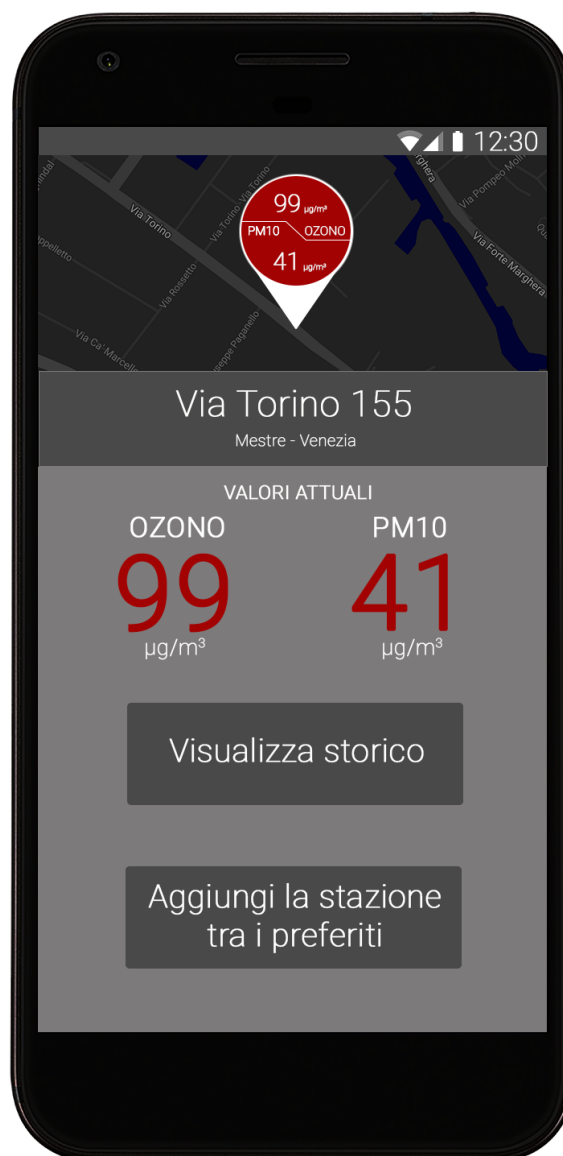 12:30
99 µg/m³
PM10 OZONO
41 µg/m³
Via Torino
Via Torino
Via Torino
Via Rossetto
Via Ca' Marcello
Via Pompeo
Via Forte Marghera
Via Torino 155
Mestre - Venezia
VALORI ATTUALI
OZONO PM10
99 41
µg/m³ µg/m³
Visualizza storico
Aggiungi la stazione
tra i preferiti